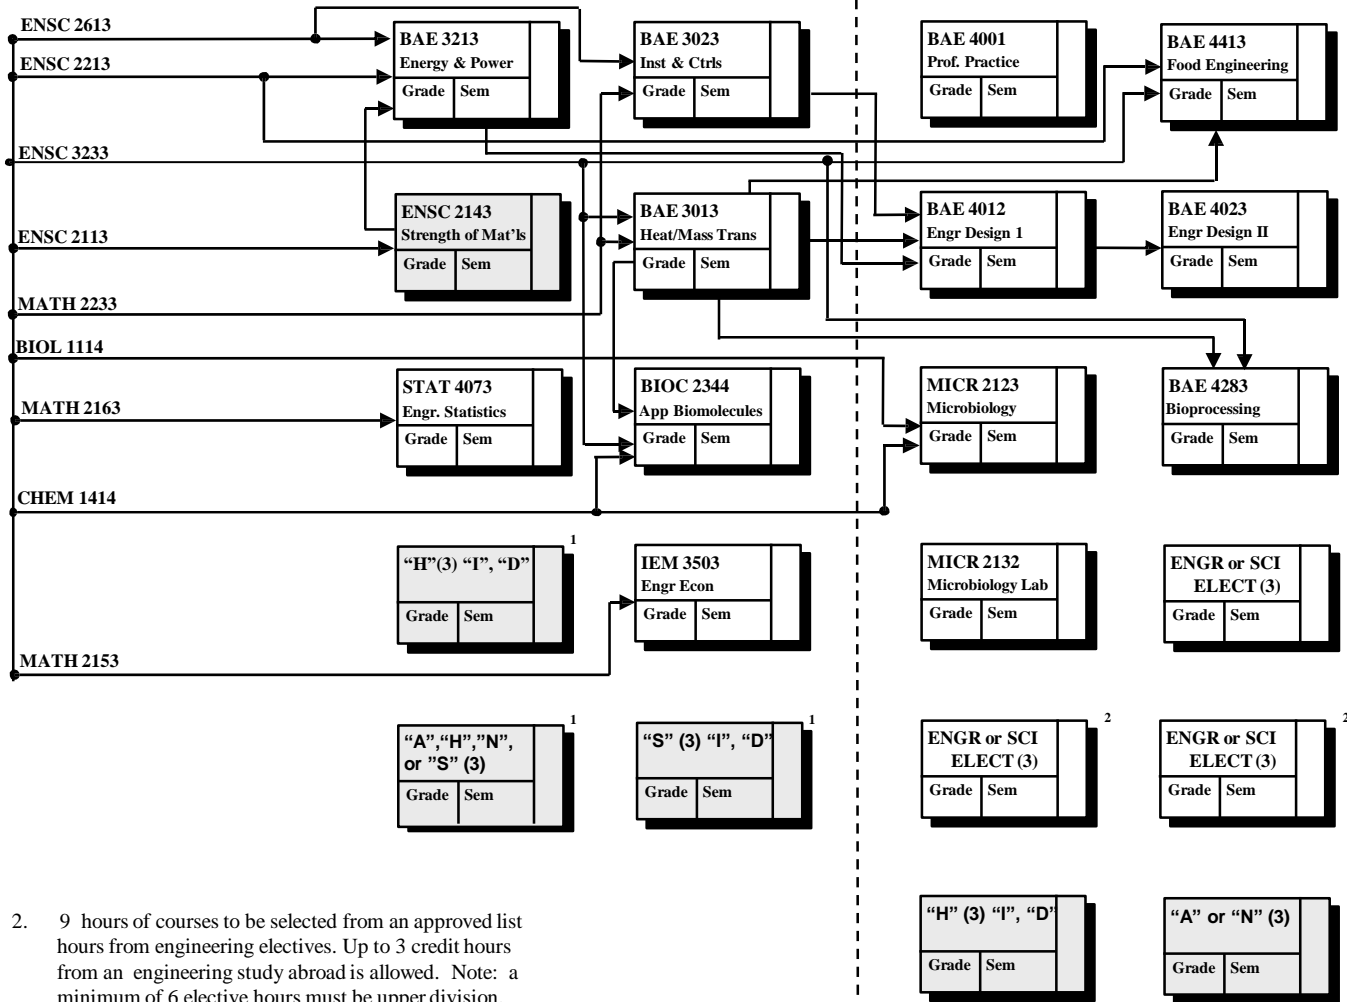 ENSC 2613
ENSC 2213
ENSC 3233
ENSC 2113
MATH 2233
BIOL 1114
MATH 2163
CHEM 1414
MATH 2153
BAE 3213
Energy & Power
Grade Sem
BAE 3023
Inst & Ctrls
Grade Sem
BAE 4001
Prof. Practice
Grade Sem
BAE 4413
Food Engineering
Grade Sem
ENSC 2143
Strength of Mat'ls
Grade Sem
BAE 3013
Heat/Mass Trans
Grade Sem
BAE 4012
Engr Design 1
Grade Sem
BAE 4023
Engr Design II
Grade Sem
STAT 4073
Engr. Statistics
Grade Sem
BIOC 2344
App Biomolecules
Grade Sem
MICR 2123
Microbiology
Grade Sem
BAE 4283
Bioprocessing
Grade Sem
1
“H”(3) “I”, “D”
Grade Sem
IEM 3503
Engr Econ
Grade Sem
MICR 2132
Microbiology Lab
Grade Sem
ENGR or SCI
ELECT (3)
Grade Sem
1
“A”,“H”,”N”,
or ”S” (3)
Grade Sem
1
“S” (3) “I”, “D”
Grade Sem
2
ENGR or SCI
ELECT (3)
Grade Sem
2
ENGR or SCI
ELECT (3)
Grade Sem
“H” (3) “I”, “D”
Grade Sem
“A” or “N” (3)
Grade Sem
2. 9 hours of courses to be selected from an approved list
hours from engineering electives. Up to 3 credit hours
from an engineering study abroad is allowed. Note: a
minimum of 6 elective hours must be upper division